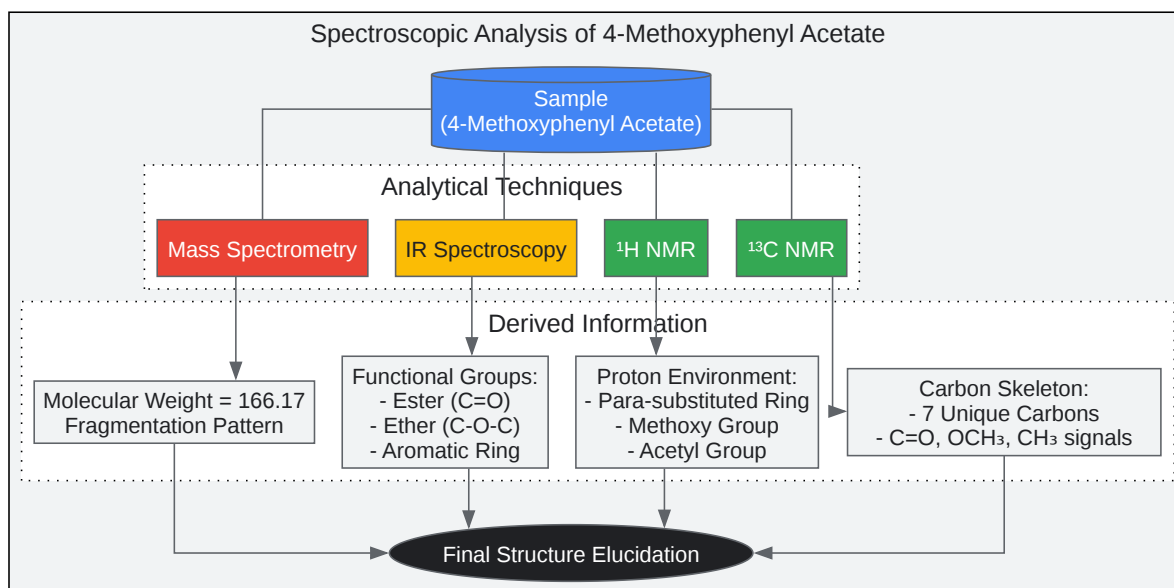 Spectroscopic Analysis of 4-Methoxyphenyl Acetate
Sample
(4-Methoxyphenyl Acetate)
Analytical Techniques
Mass Spectrometry
IR Spectroscopy
¹H NMR
¹³C NMR
Derived Information
Molecular Weight = 166.17
Fragmentation Pattern
Functional Groups:
- Ester (C=O)
- Ether (C-O-C)
- Aromatic Ring
Proton Environment:
- Para-substituted Ring
- Methoxy Group
- Acetyl Group
Carbon Skeleton:
- 7 Unique Carbons
- C=O, OCH₃, CH₃ signals
Final Structure Elucidation